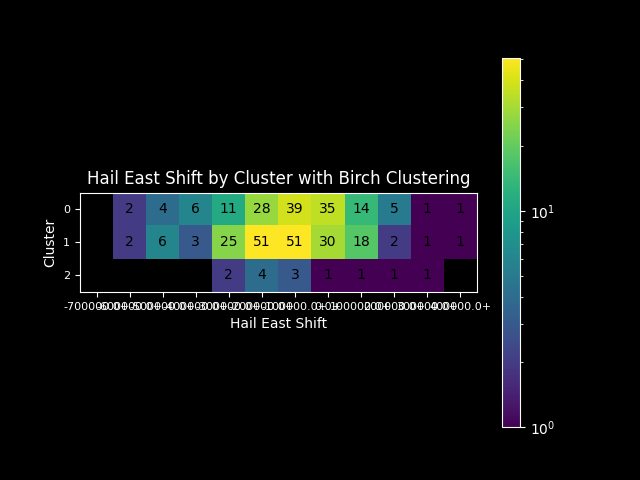 Hail East Shift by Cluster with Birch Clustering
0 2 4 6 11 28 39 35 14 5 1 1
1 2 6 3 25 51 51 30 18 2 1 1
2 2 4 3 1 1 1 1
Cluster
Hail East Shift
10¹
10⁰